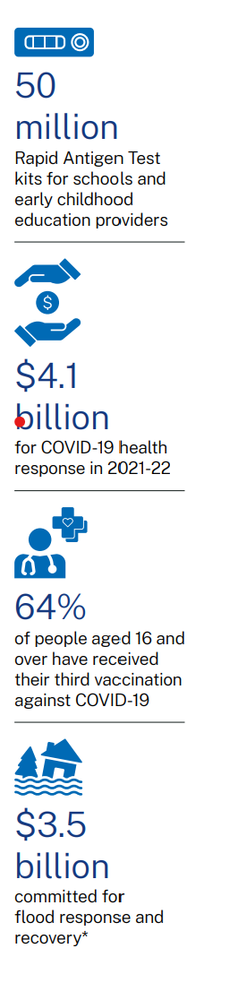 50
million
Rapid Antigen Test
kits for schools and
early childhood
education providers
$
$4.1
billion
for COVID-19 health
response in 2021-22
64%
of people aged 16 and
over have received
their third vaccination
against COVID-19
$3.5
billion
committed for
flood response and
recovery*